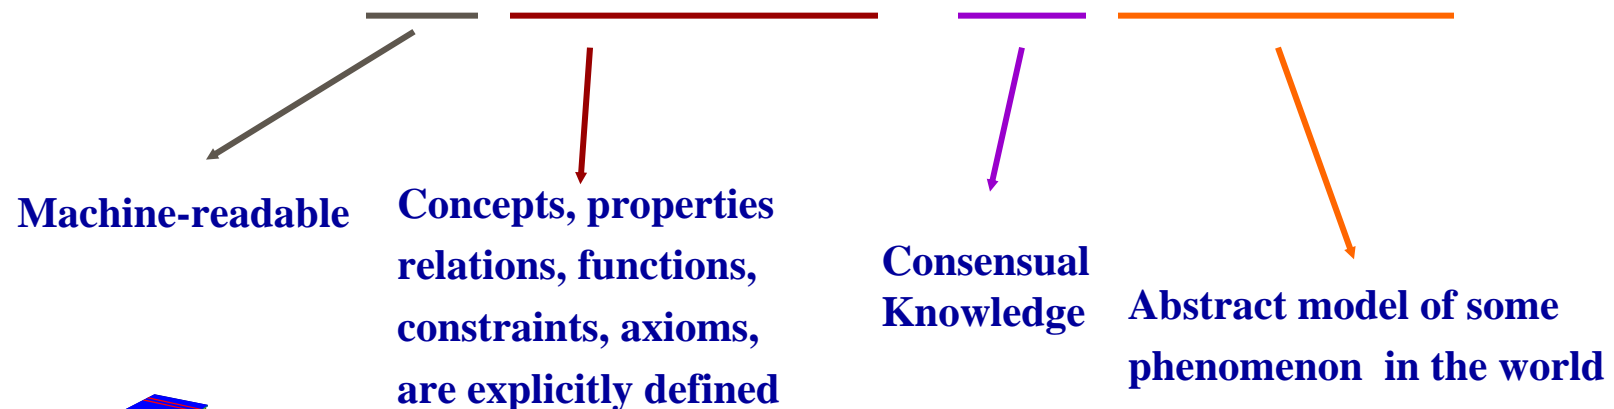 Machine-readable
Concepts, properties
relations, functions,
constraints, axioms,
are explicitly defined
Consensual
Knowledge
Abstract model of some
phenomenon in the world